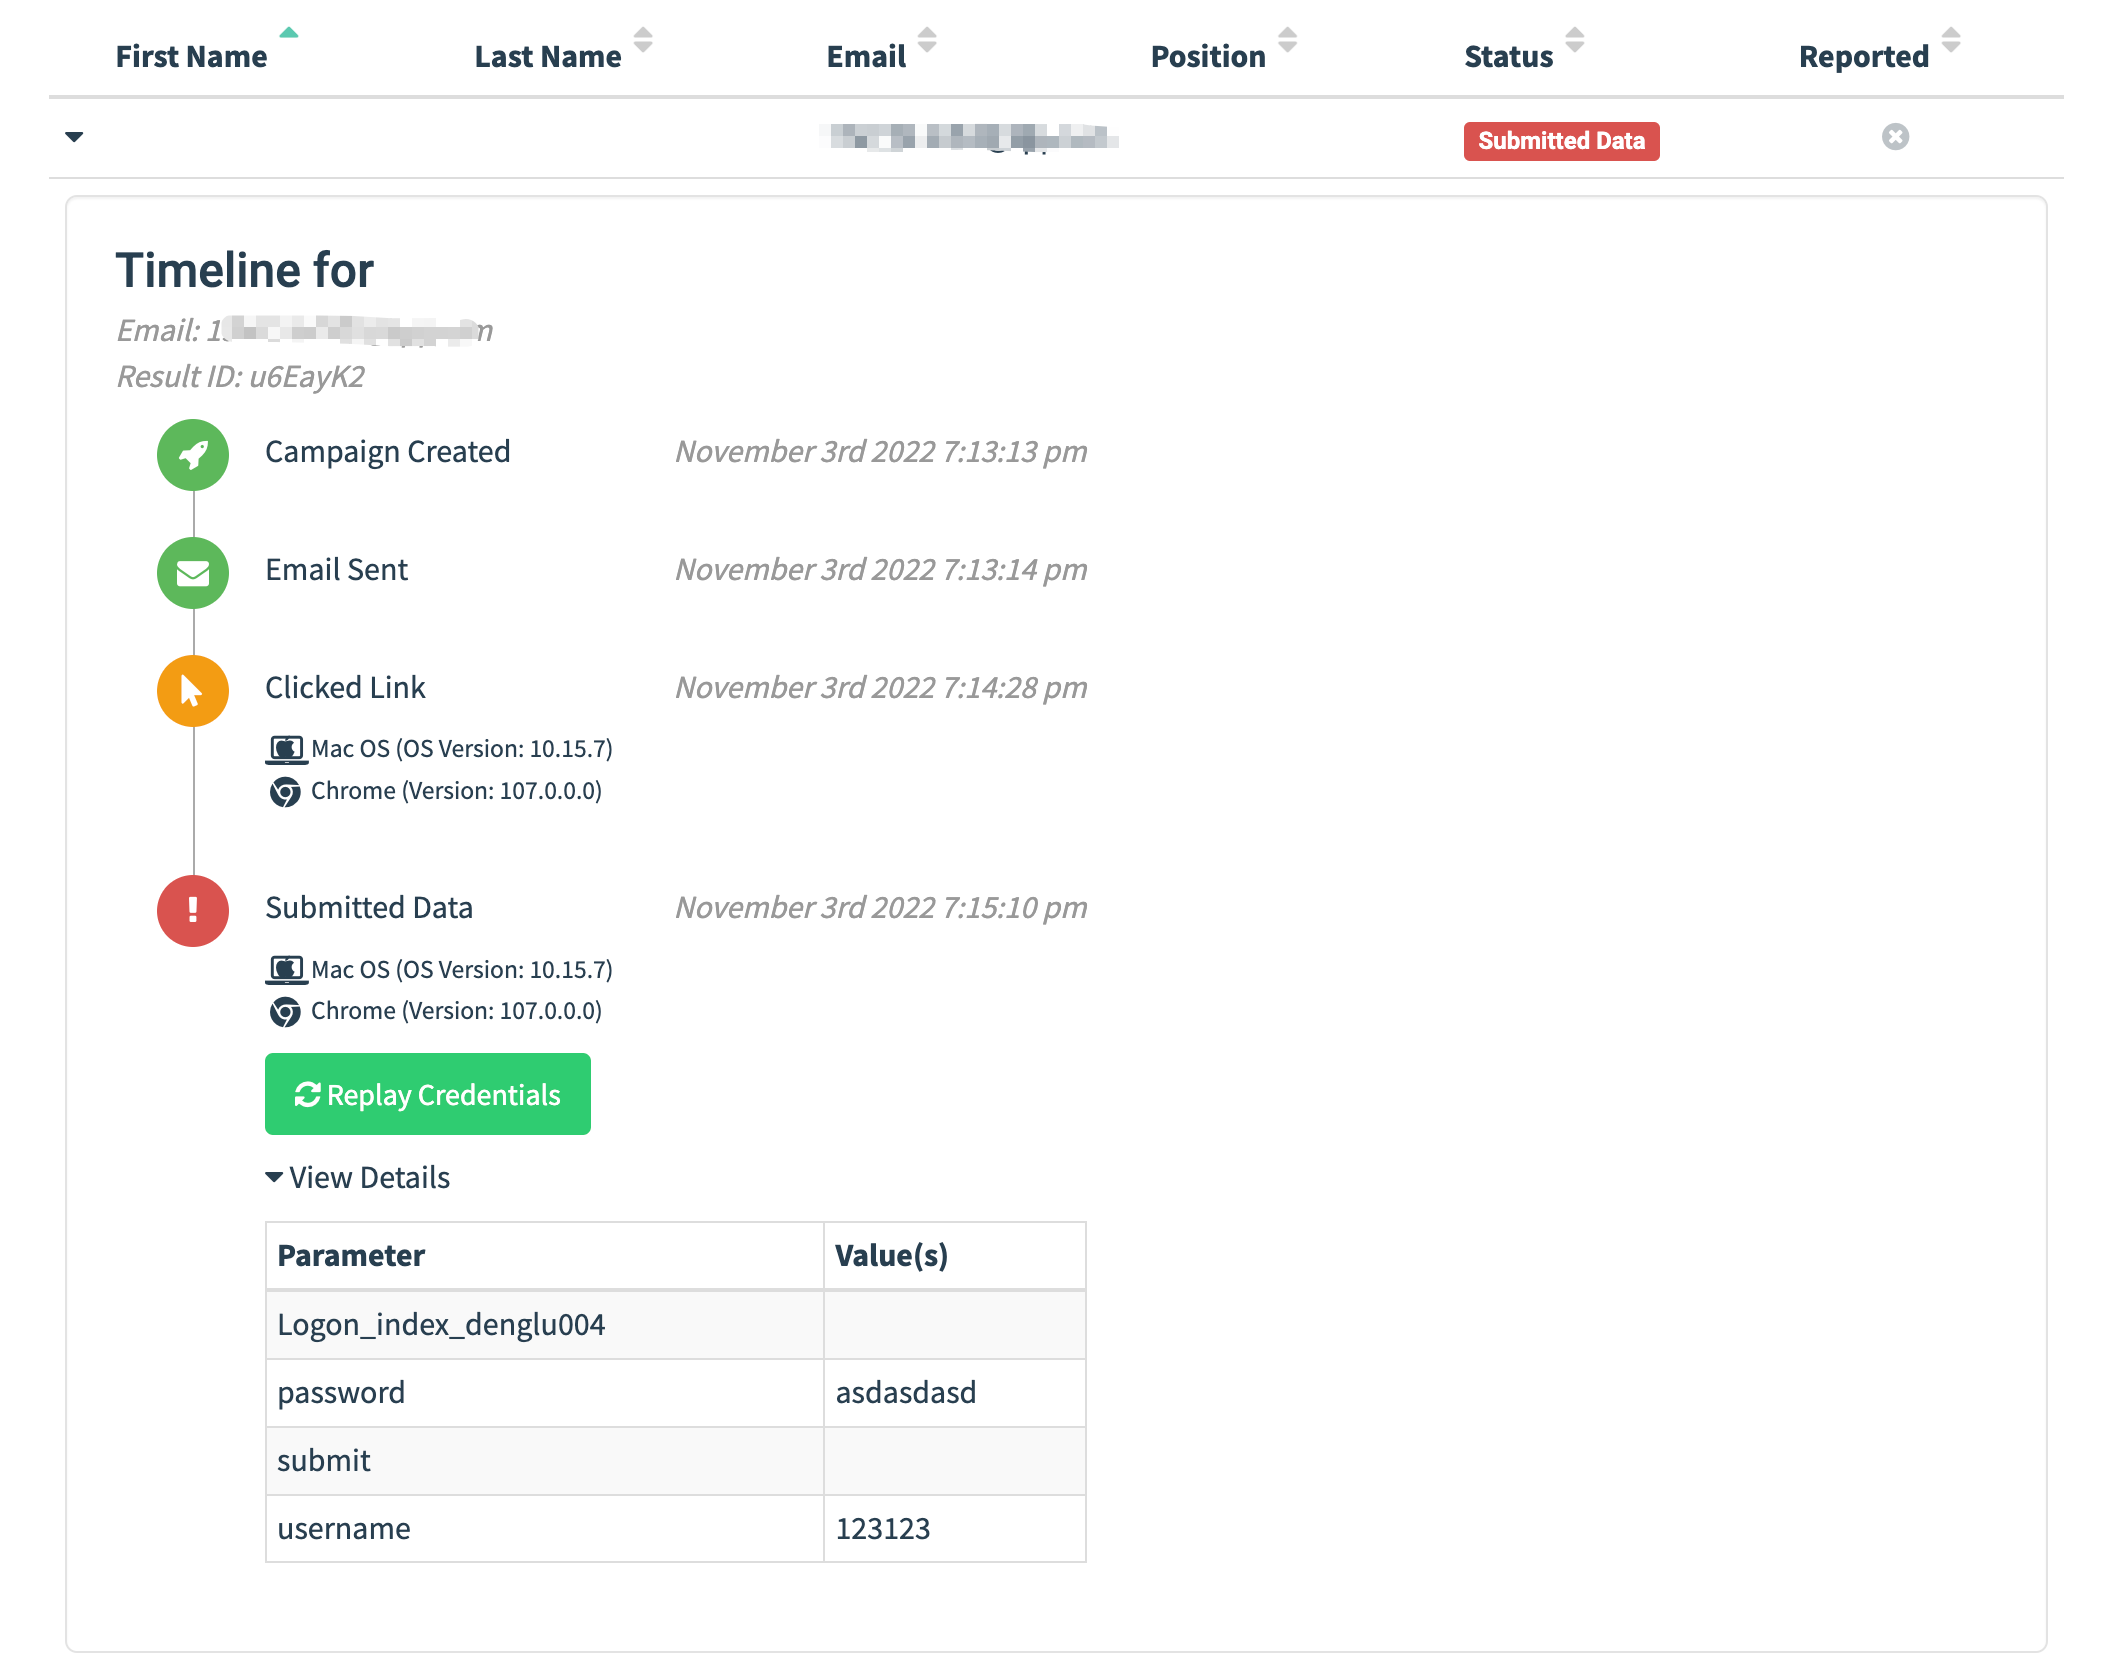 First Name Last Name Email Position Status Reported
Submitted Data
Timeline for
Email:
Result ID: u6EayK2
Campaign Created November 3rd 2022 7:13:13 pm
Email Sent November 3rd 2022 7:13:14 pm
Clicked Link November 3rd 2022 7:14:28 pm
Mac OS (OS Version: 10.15.7)
Chrome (Version: 107.0.0.0)
Submitted Data November 3rd 2022 7:15:10 pm
Mac OS (OS Version: 10.15.7)
Chrome (Version: 107.0.0.0)
Replay Credentials
View Details
Parameter Value(s)
Logon_index_denglu004
password asdasdasd
submit
username 123123